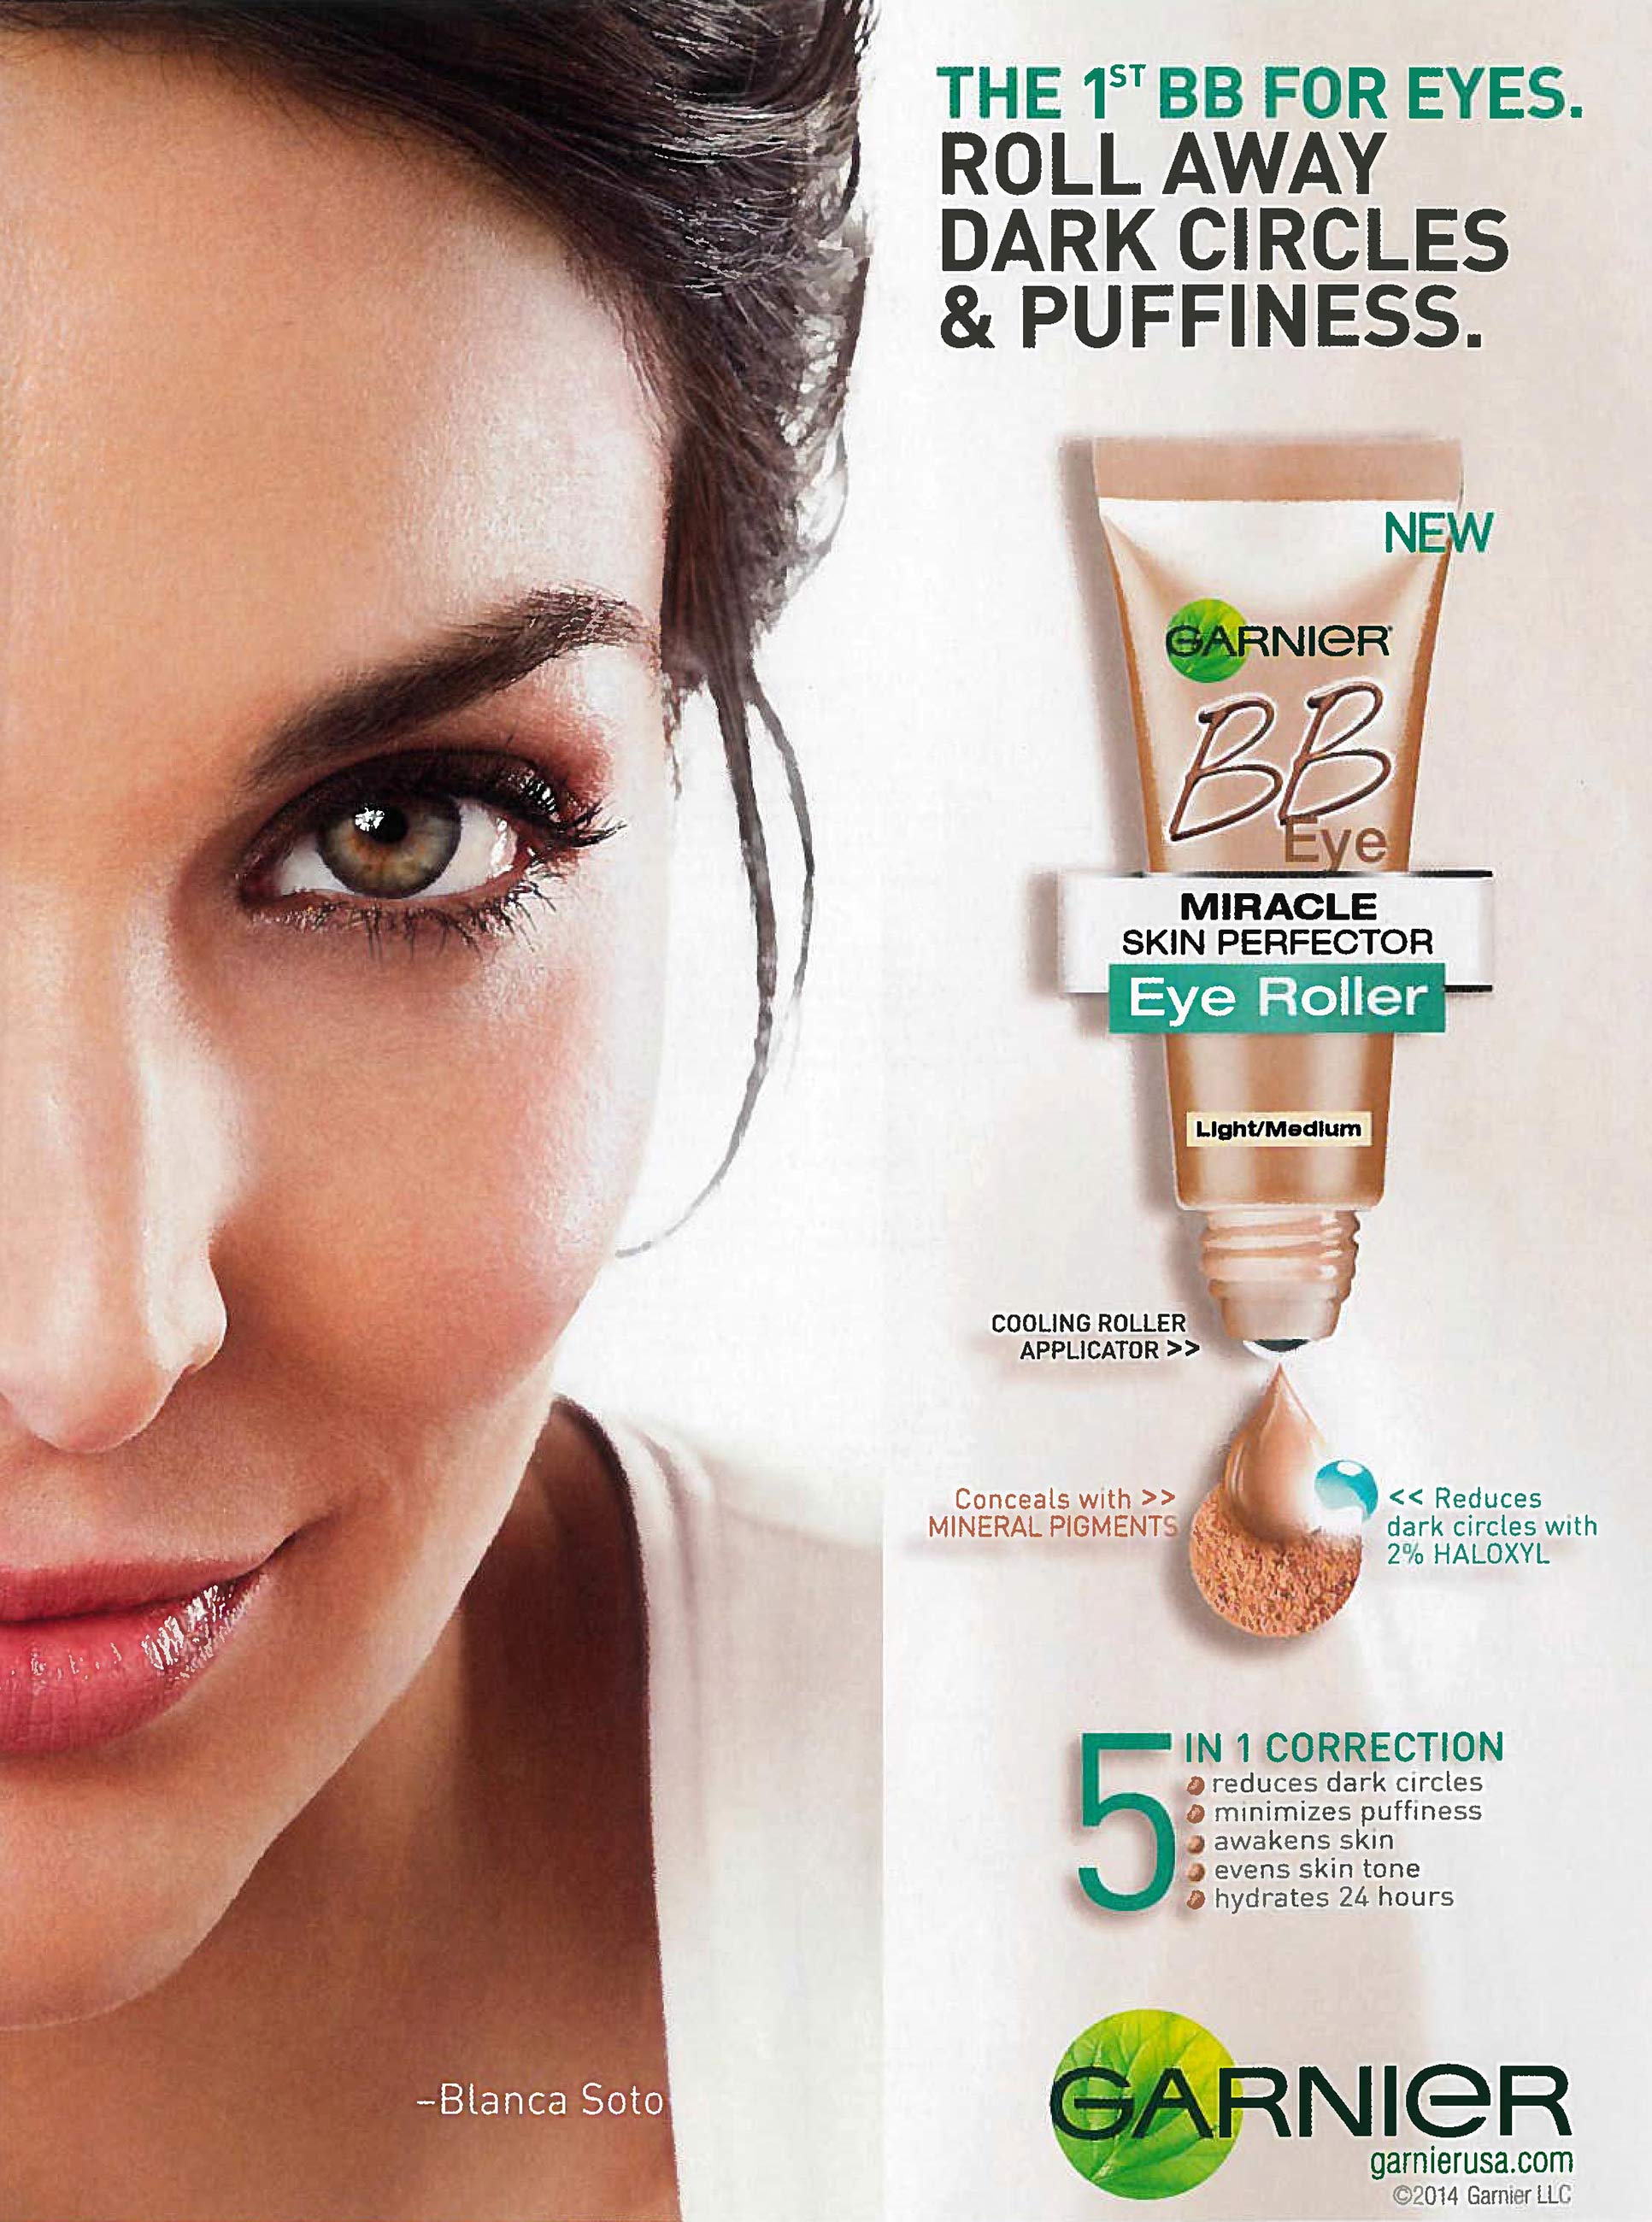 THE 1ST BB FOR EYES.
ROLL AWAY
DARK CIRCLES
& PUFFINESS.
NEW
GARNIER
BB
Eye
MIRACLE
SKIN PERFECTOR
Eye Roller
Light/Medium
COOLING ROLLER
APPLICATOR >>
Conceals with >>
MINERAL PIGMENTS
<< Reduces
dark circles with
2% HALOXYL
5 IN 1 CORRECTION
reduces dark circles
minimizes puffiness
awakens skin
evens skin tone
hydrates 24 hours
–Blanca Soto
GARNIER
garnierusa.com
©2014 Garnier LLC